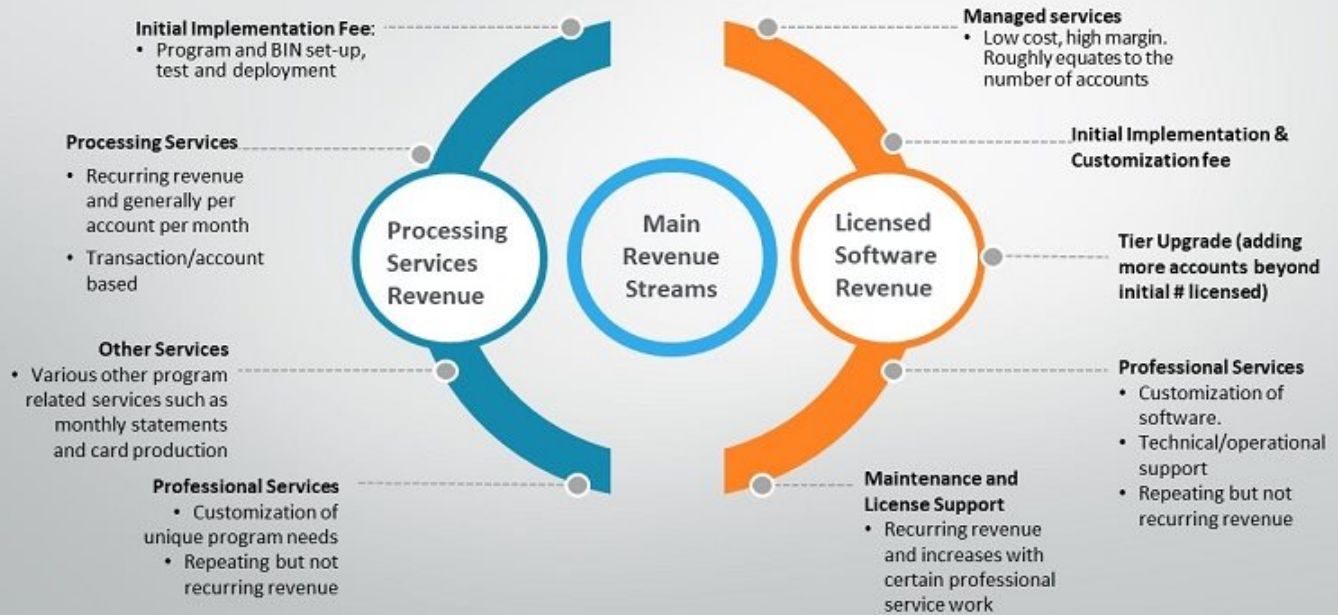 Initial Implementation Fee:
• Program and BIN set-up,
test and deployment
Processing Services
• Recurring revenue
and generally per
account per month
• Transaction/account
based
Other Services
• Various other program
related services such as
monthly statements
and card production
Professional Services
• Customization of
unique program needs
• Repeating but not
recurring revenue
Processing
Services
Revenue
Main
Revenue
Streams
Licensed
Software
Revenue
Managed services
• Low cost, high margin.
Roughly equates to the
number of accounts
Initial Implementation &
Customization fee
Tier Upgrade (adding
more accounts beyond
initial # licensed)
Professional Services
• Customization of
software.
• Technical/operational
support
• Repeating but not
recurring revenue
Maintenance and
License Support
• Recurring revenue
and increases with
certain professional
service work